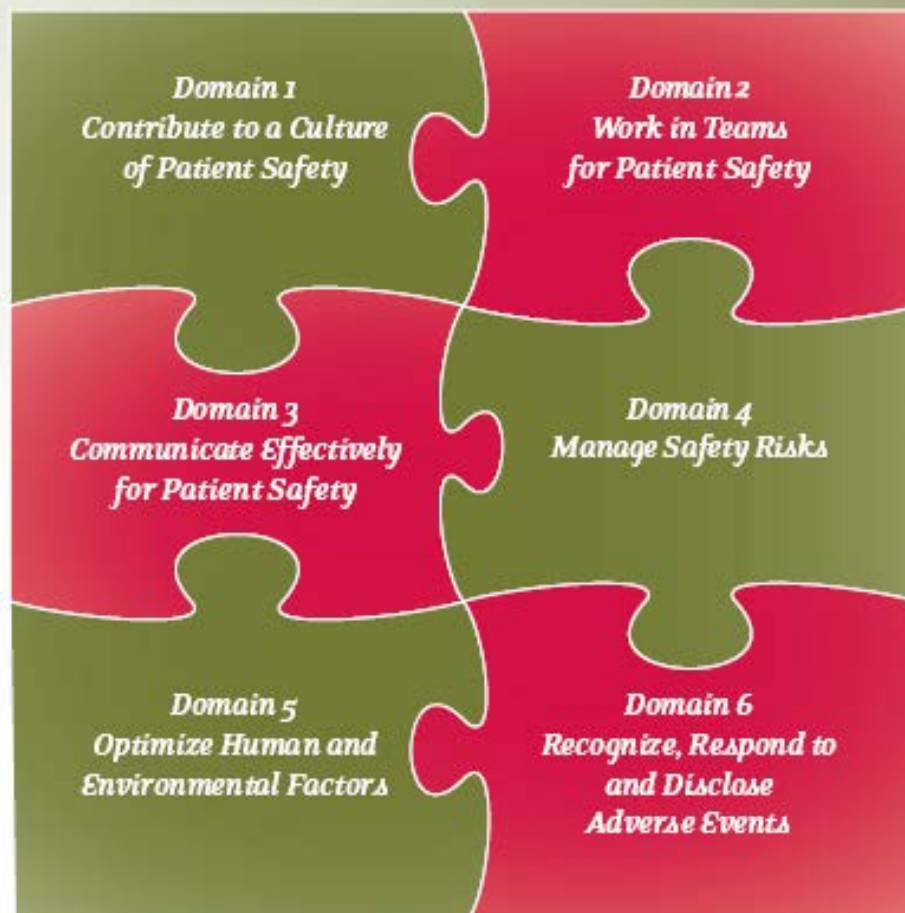 Domain 1
Contribute to a Culture
of Patient Safety
Domain 2
Work in Teams
for Patient Safety
Domain 3
Communicate Effectively
for Patient Safety
Domain 4
Manage Safety Risks
Domain 5
Optimize Human and
Environmental Factors
Domain 6
Recognize, Respond to
and Disclose
Adverse Events